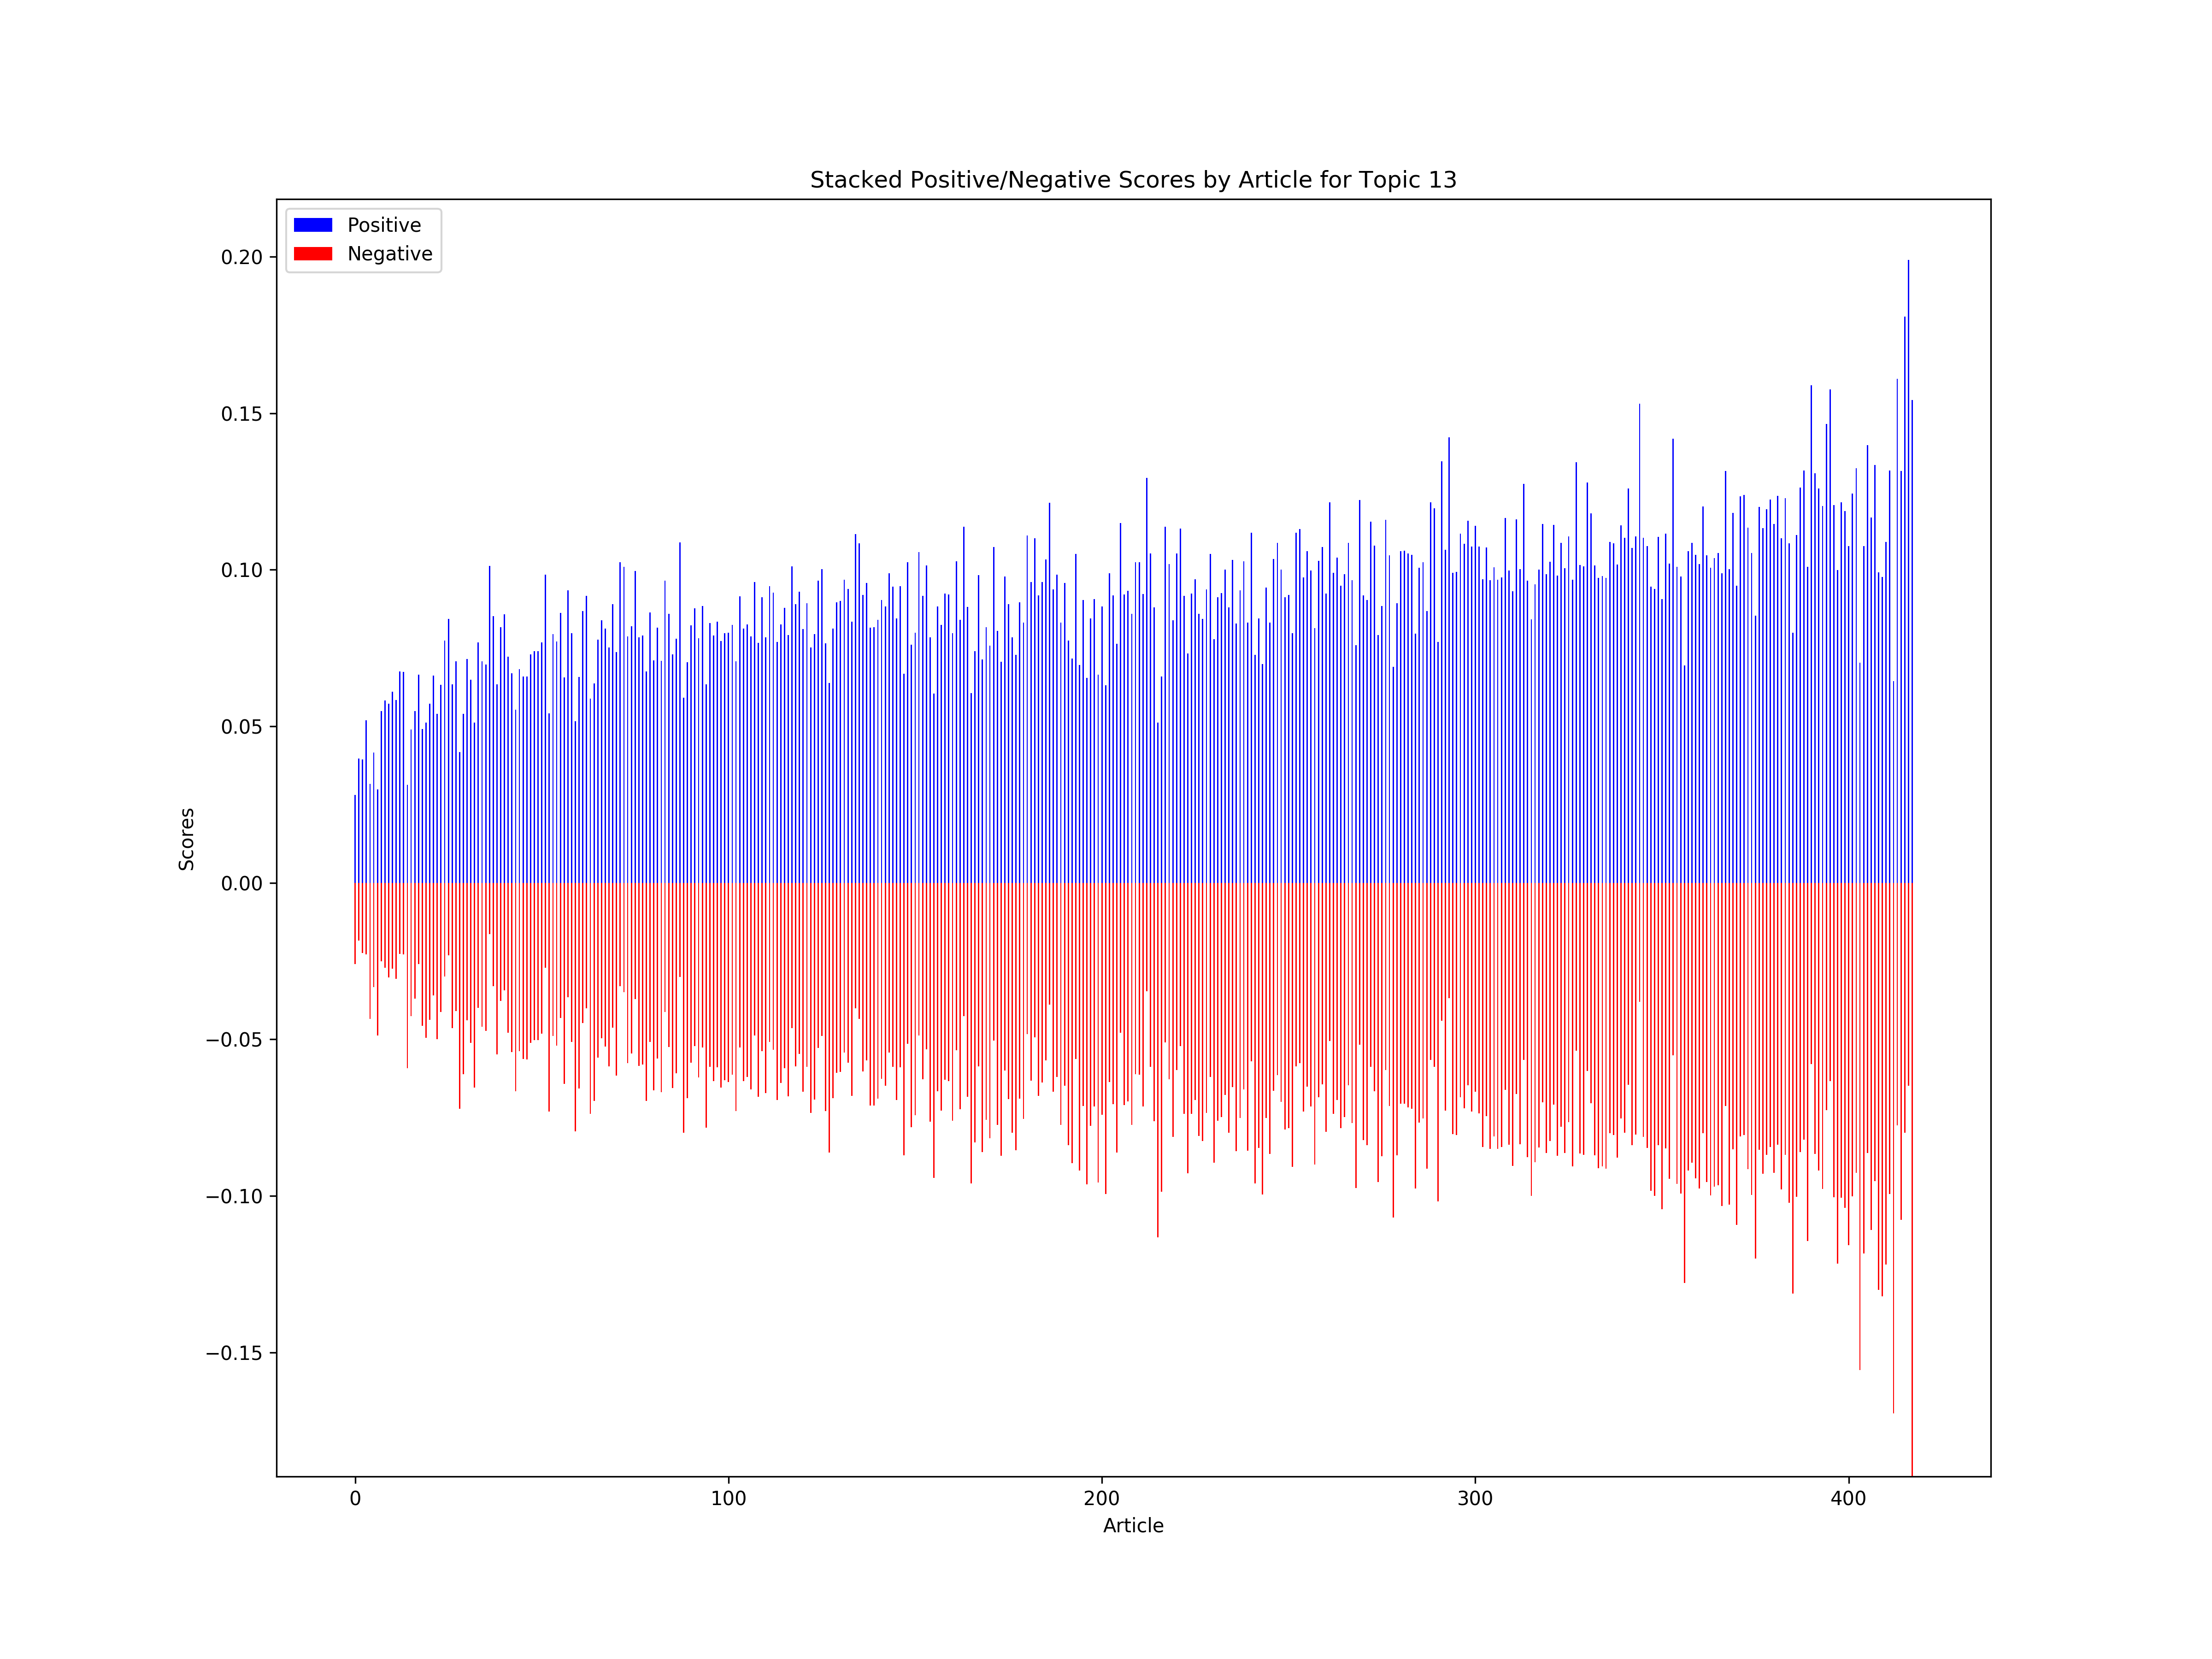 Stacked Positive/Negative Scores by Article for Topic 13
Positive
Negative
0.20
0.15
0.10
0.05
0.00
−0.05
−0.10
−0.15
Scores
0 100 200 300 400
Article